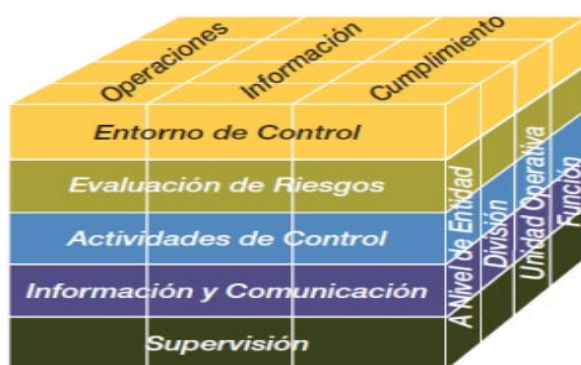 Operaciones
Información
Cumplimiento
Entorno de Control
Evaluación de Riesgos
Actividades de Control
Información y Comunicación
Supervisión
A Nivel de Entidad
División
Unidad Operativa
Función